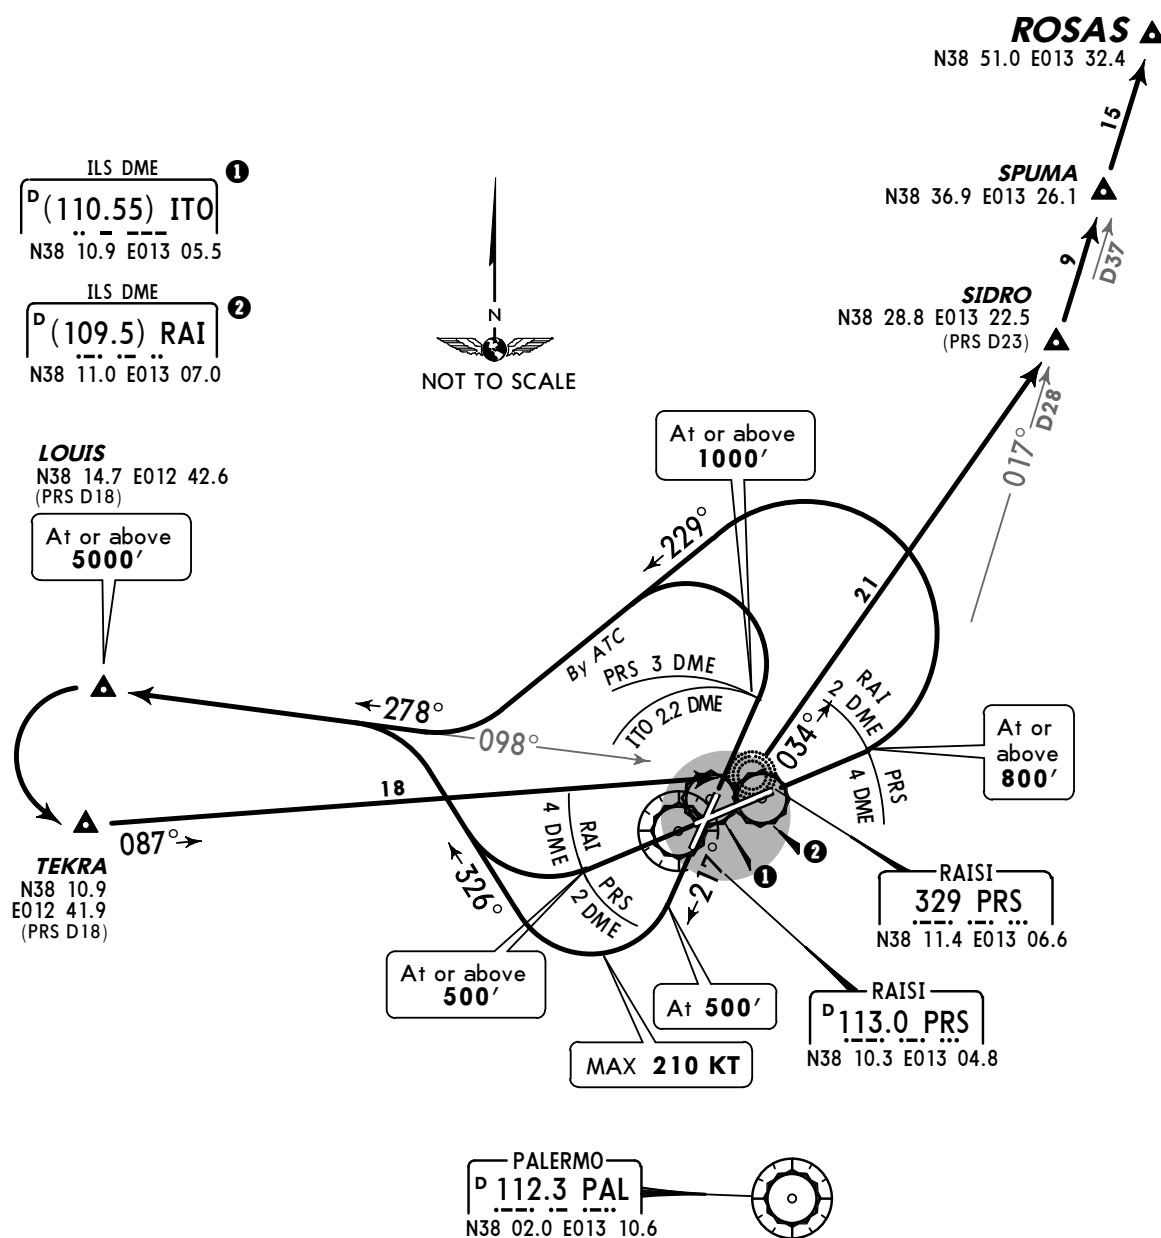 ROSAS
N38 51.0 E013 32.4
15
SPUMA
N38 36.9 E013 26.1
9
D37
SIDRO
N38 28.8 E013 22.5
(PRS D23)
D28
017°
ILS DME
1
D (110.55) ITO
N38 10.9 E013 05.5
ILS DME
2
D (109.5) RAI
N38 11.0 E013 07.0
N
NOT TO SCALE
LOUIS
N38 14.7 E012 42.6
(PRS D18)
At or above
5000'
At or above
1000'
229°
21
By ATC
PRS 3 DME
ITO 2.2 DME
RAI
2 DME
034°
PRS
4 DME
At or
above
800'
278°
098°
18
087°
TEKRA
N38 10.9
E012 41.9
(PRS D18)
4 DME
RAI
PRS
2 DME
326°
217°
1
2
At or above
500'
At 500'
MAX 210 KT
RAISI
329 PRS
N38 11.4 E013 06.6
RAISI
D 113.0 PRS
N38 10.3 E013 04.8
PALERMO
D 112.3 PAL
N38 02.0 E013 10.6